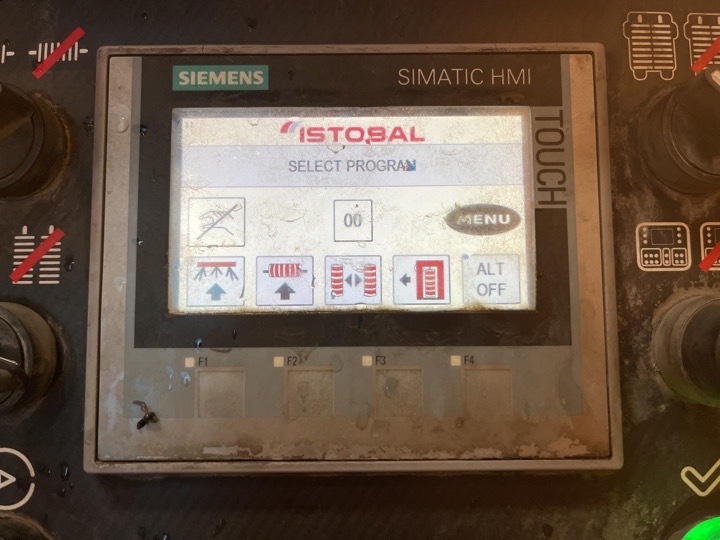 SIEMENS
SIMATIC HMI
TOUCH
ISTOBAL
SELECT PROGRAM
00
MENU
ALT
OFF
F1
F2
F3
F4